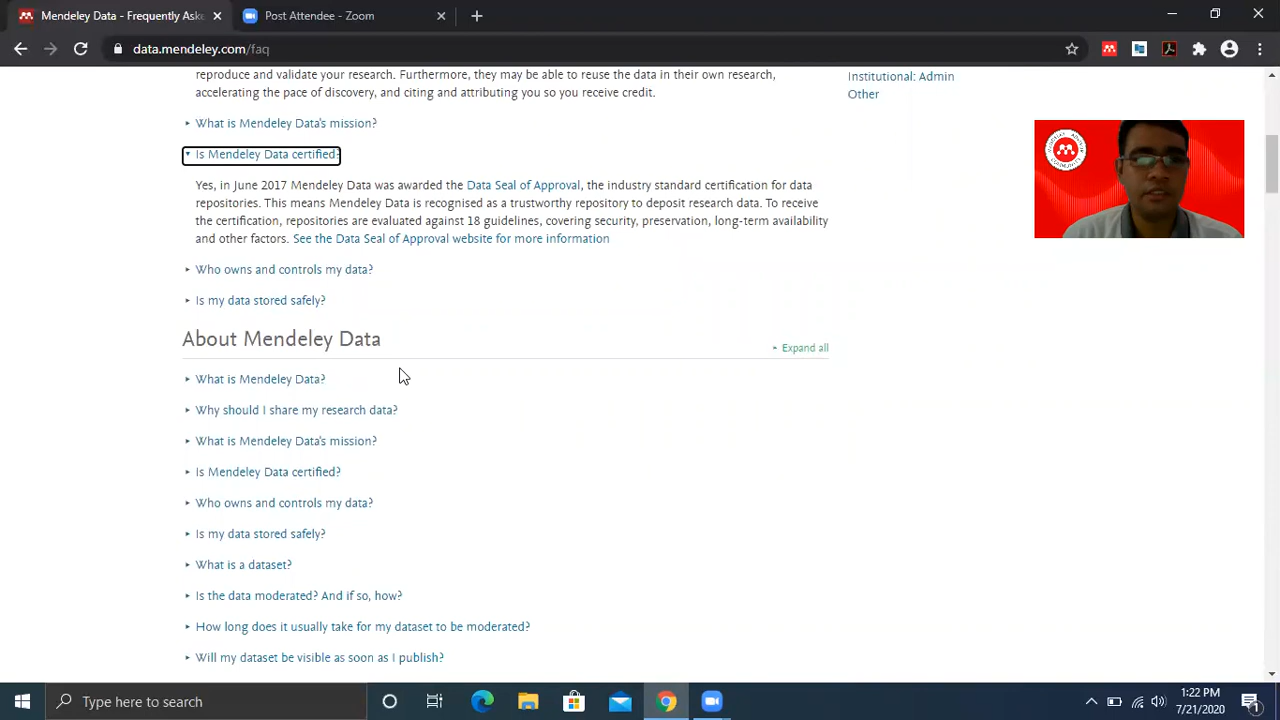 Mendeley Data - Frequently Aske
Post Attendee - Zoom
data.mendeley.com/faq
reproduce and validate your research. Furthermore, they may be able to reuse the data in their own research,
accelerating the pace of discovery, and citing and attributing you so you receive credit.
Institutional: Admin
Other
What is Mendeley Data's mission?
Is Mendeley Data certified?
Yes, in June 2017 Mendeley Data was awarded the Data Seal of Approval, the industry standard certification for data
repositories. This means Mendeley Data is recognised as a trustworthy repository to deposit research data. To receive
the certification, repositories are evaluated against 18 guidelines, covering security, preservation, long-term availability
and other factors. See the Data Seal of Approval website for more information
Who owns and controls my data?
Is my data stored safely?
About Mendeley Data
Expand all
What is Mendeley Data?
Why should I share my research data?
What is Mendeley Data's mission?
Is Mendeley Data certified?
Who owns and controls my data?
Is my data stored safely?
What is a dataset?
Is the data moderated? And if so, how?
How long does it usually take for my dataset to be moderated?
Will my dataset be visible as soon as I publish?
Type here to search
1:22 PM
7/21/2020
1